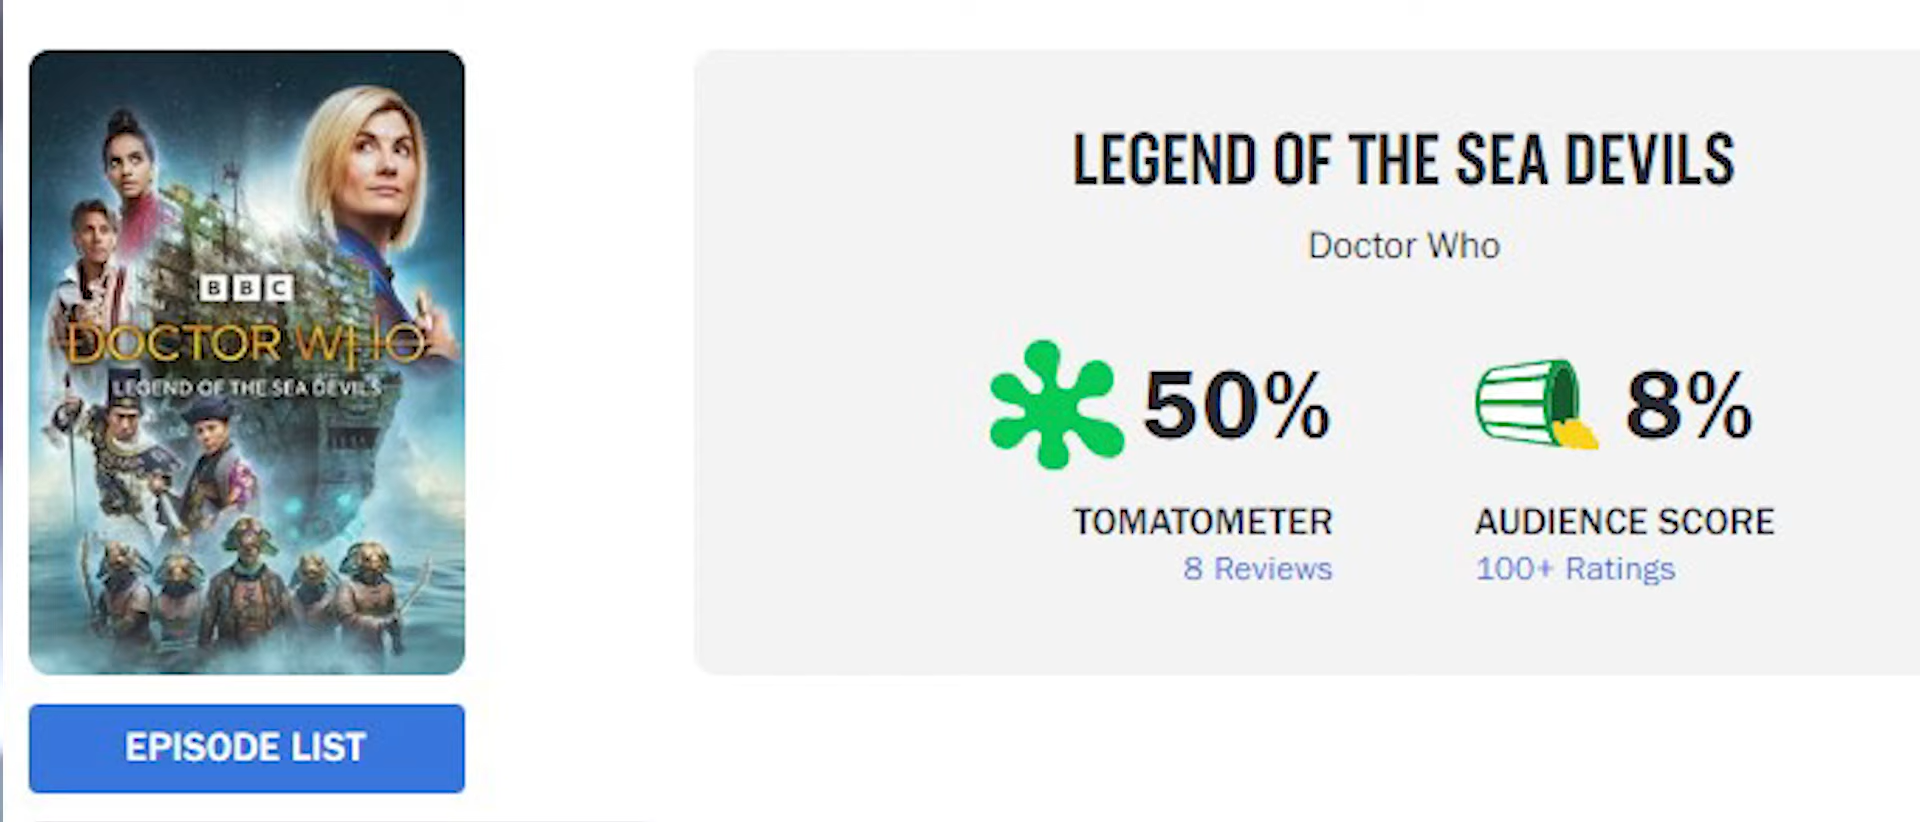 BBC
DOCTOR WHO
LEGEND OF THE SEA DEVILS
EPISODE LIST
LEGEND OF THE SEA DEVILS
Doctor Who
50%
TOMATOMETER
8 Reviews
8%
AUDIENCE SCORE
100+ Ratings